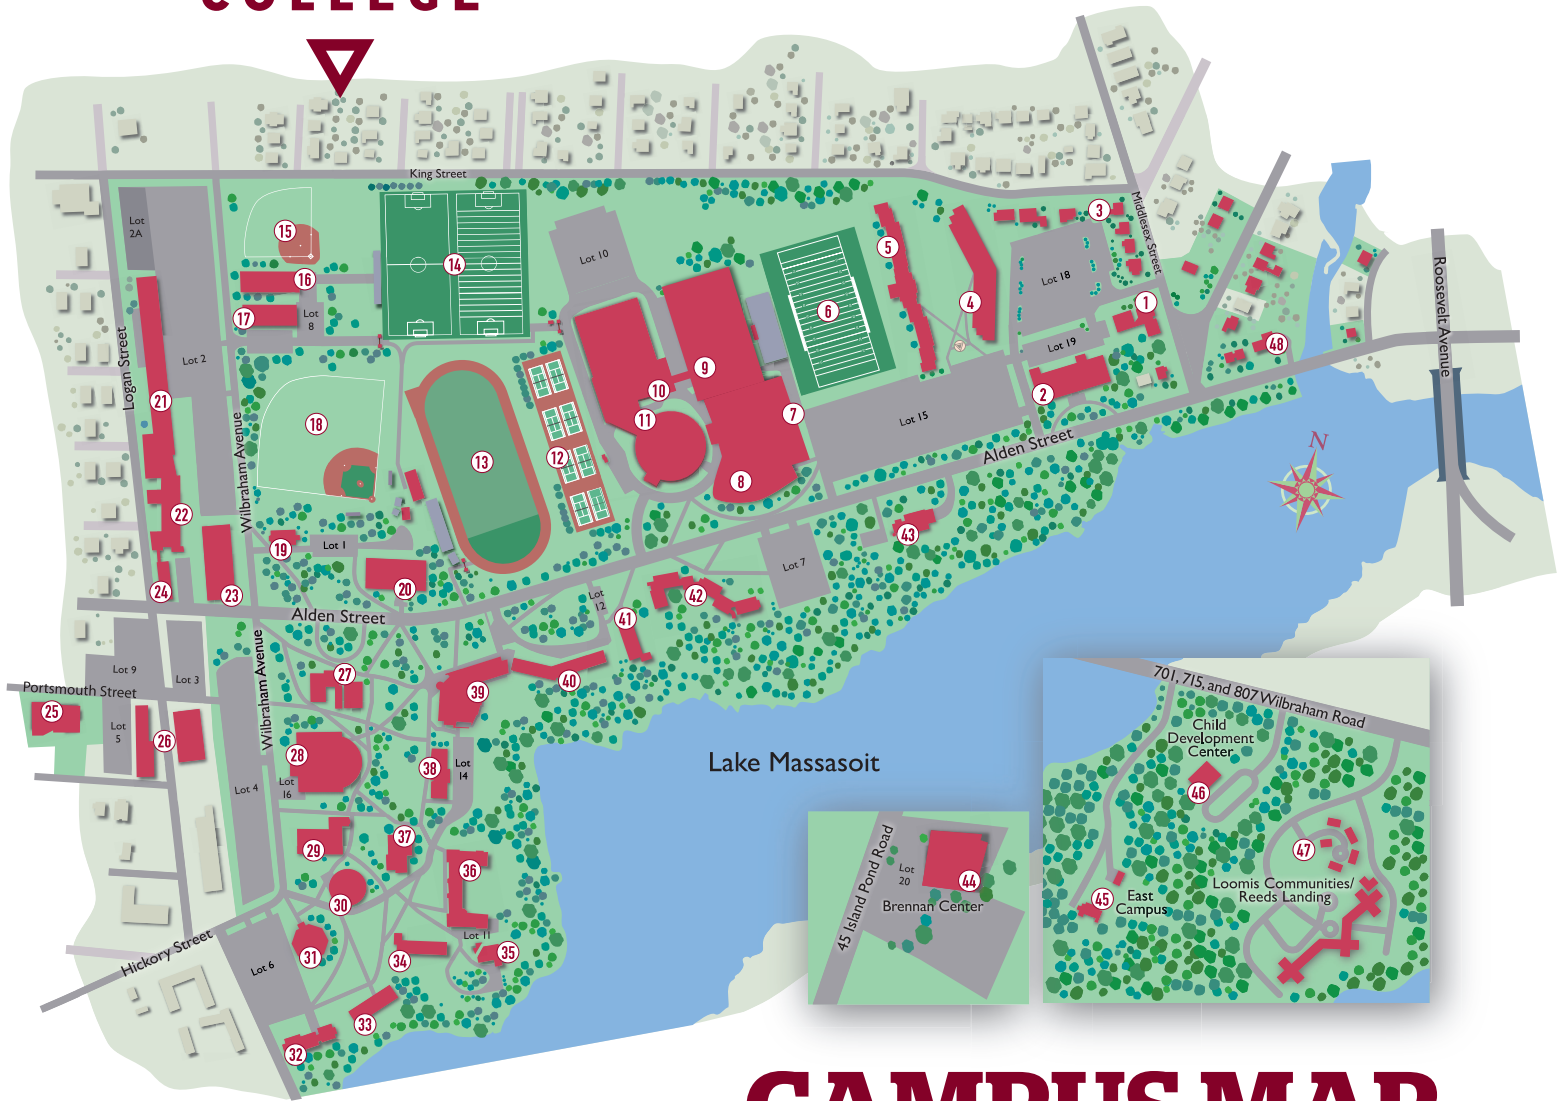 COLLEGE
King Street
Lot
2A
Lot 10
Middlesex Street
Lot 18
Lot
8
Lot 2
Logan Street
Lot 19
Roosevelt Avenue
Wilbraham Avenue
Lot 15
Alden Street
N
Lot 1
Lot 7
Lot
12
Alden Street
Wilbraham Avenue
Lot 9
Lot 3
Portsmouth Street
Lot
5
Lot 4
Lot
16
Lot
14
Lake Massasoit
Lot 11
Hickory Street
Lot 6
1
2
3
4
5
6
7
8
9
10
11
12
13
14
15
16
17
18
19
20
21
22
23
24
25
26
27
28
29
30
31
32
33
34
35
36
37
38
39
40
41
42
43
48
45 Island Pond Road
Lot
20
44
Brennan Center
701, 715, and 807 Wilbraham Road
Child
Development
Center
46
47
Loomis Communities/
Reeds Landing
45
East
Campus
CAMPUS MAP